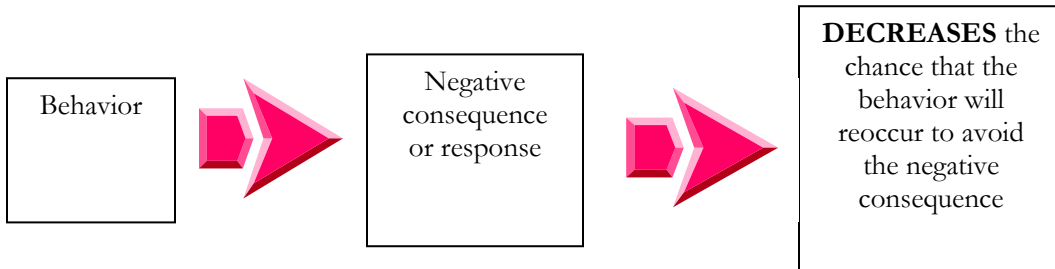 Behavior
Negative
consequence
or response
DECREASES the
chance that the
behavior will
reoccur to avoid
the negative
consequence